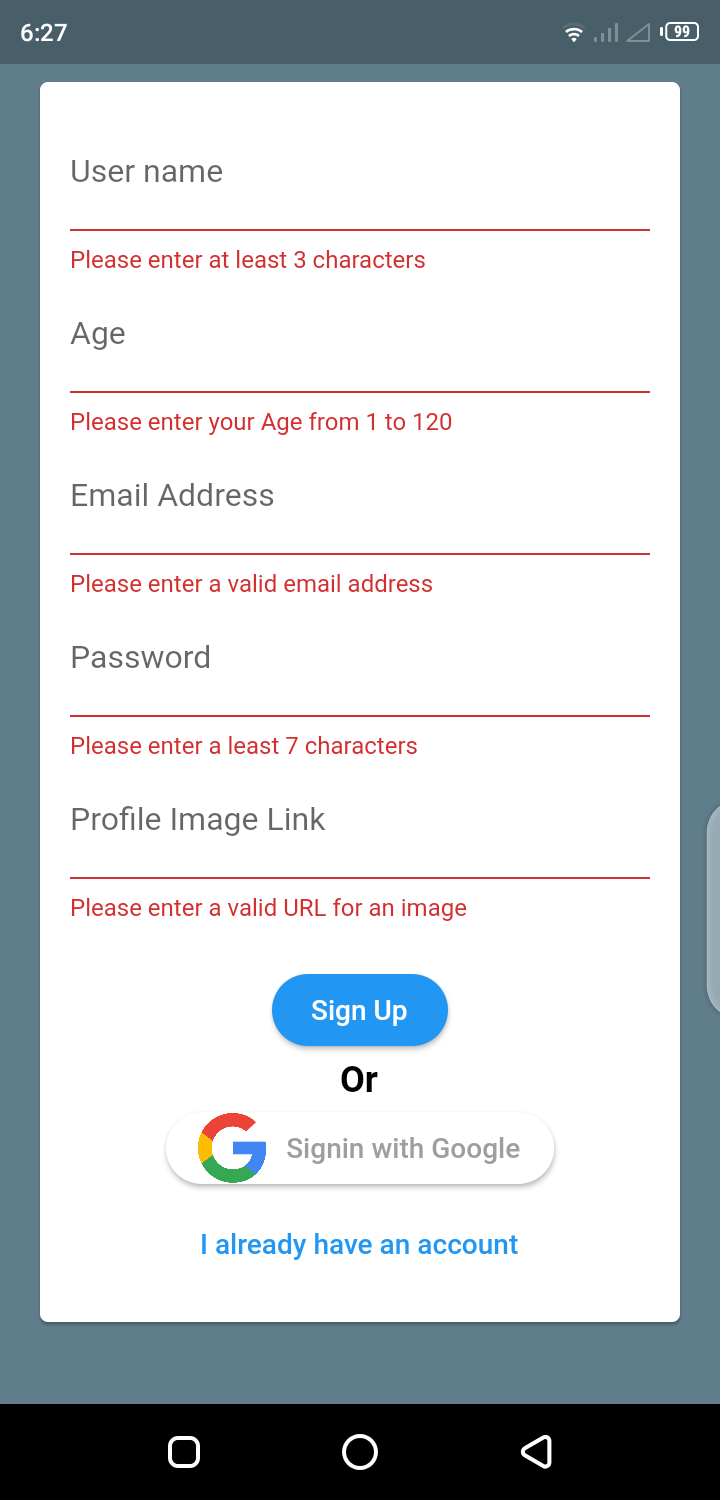 6:27
99
User name
Please enter at least 3 characters
Age
Please enter your Age from 1 to 120
Email Address
Please enter a valid email address
Password
Please enter a least 7 characters
Profile Image Link
Please enter a valid URL for an image
Sign Up
Or
Signin with Google
I already have an account